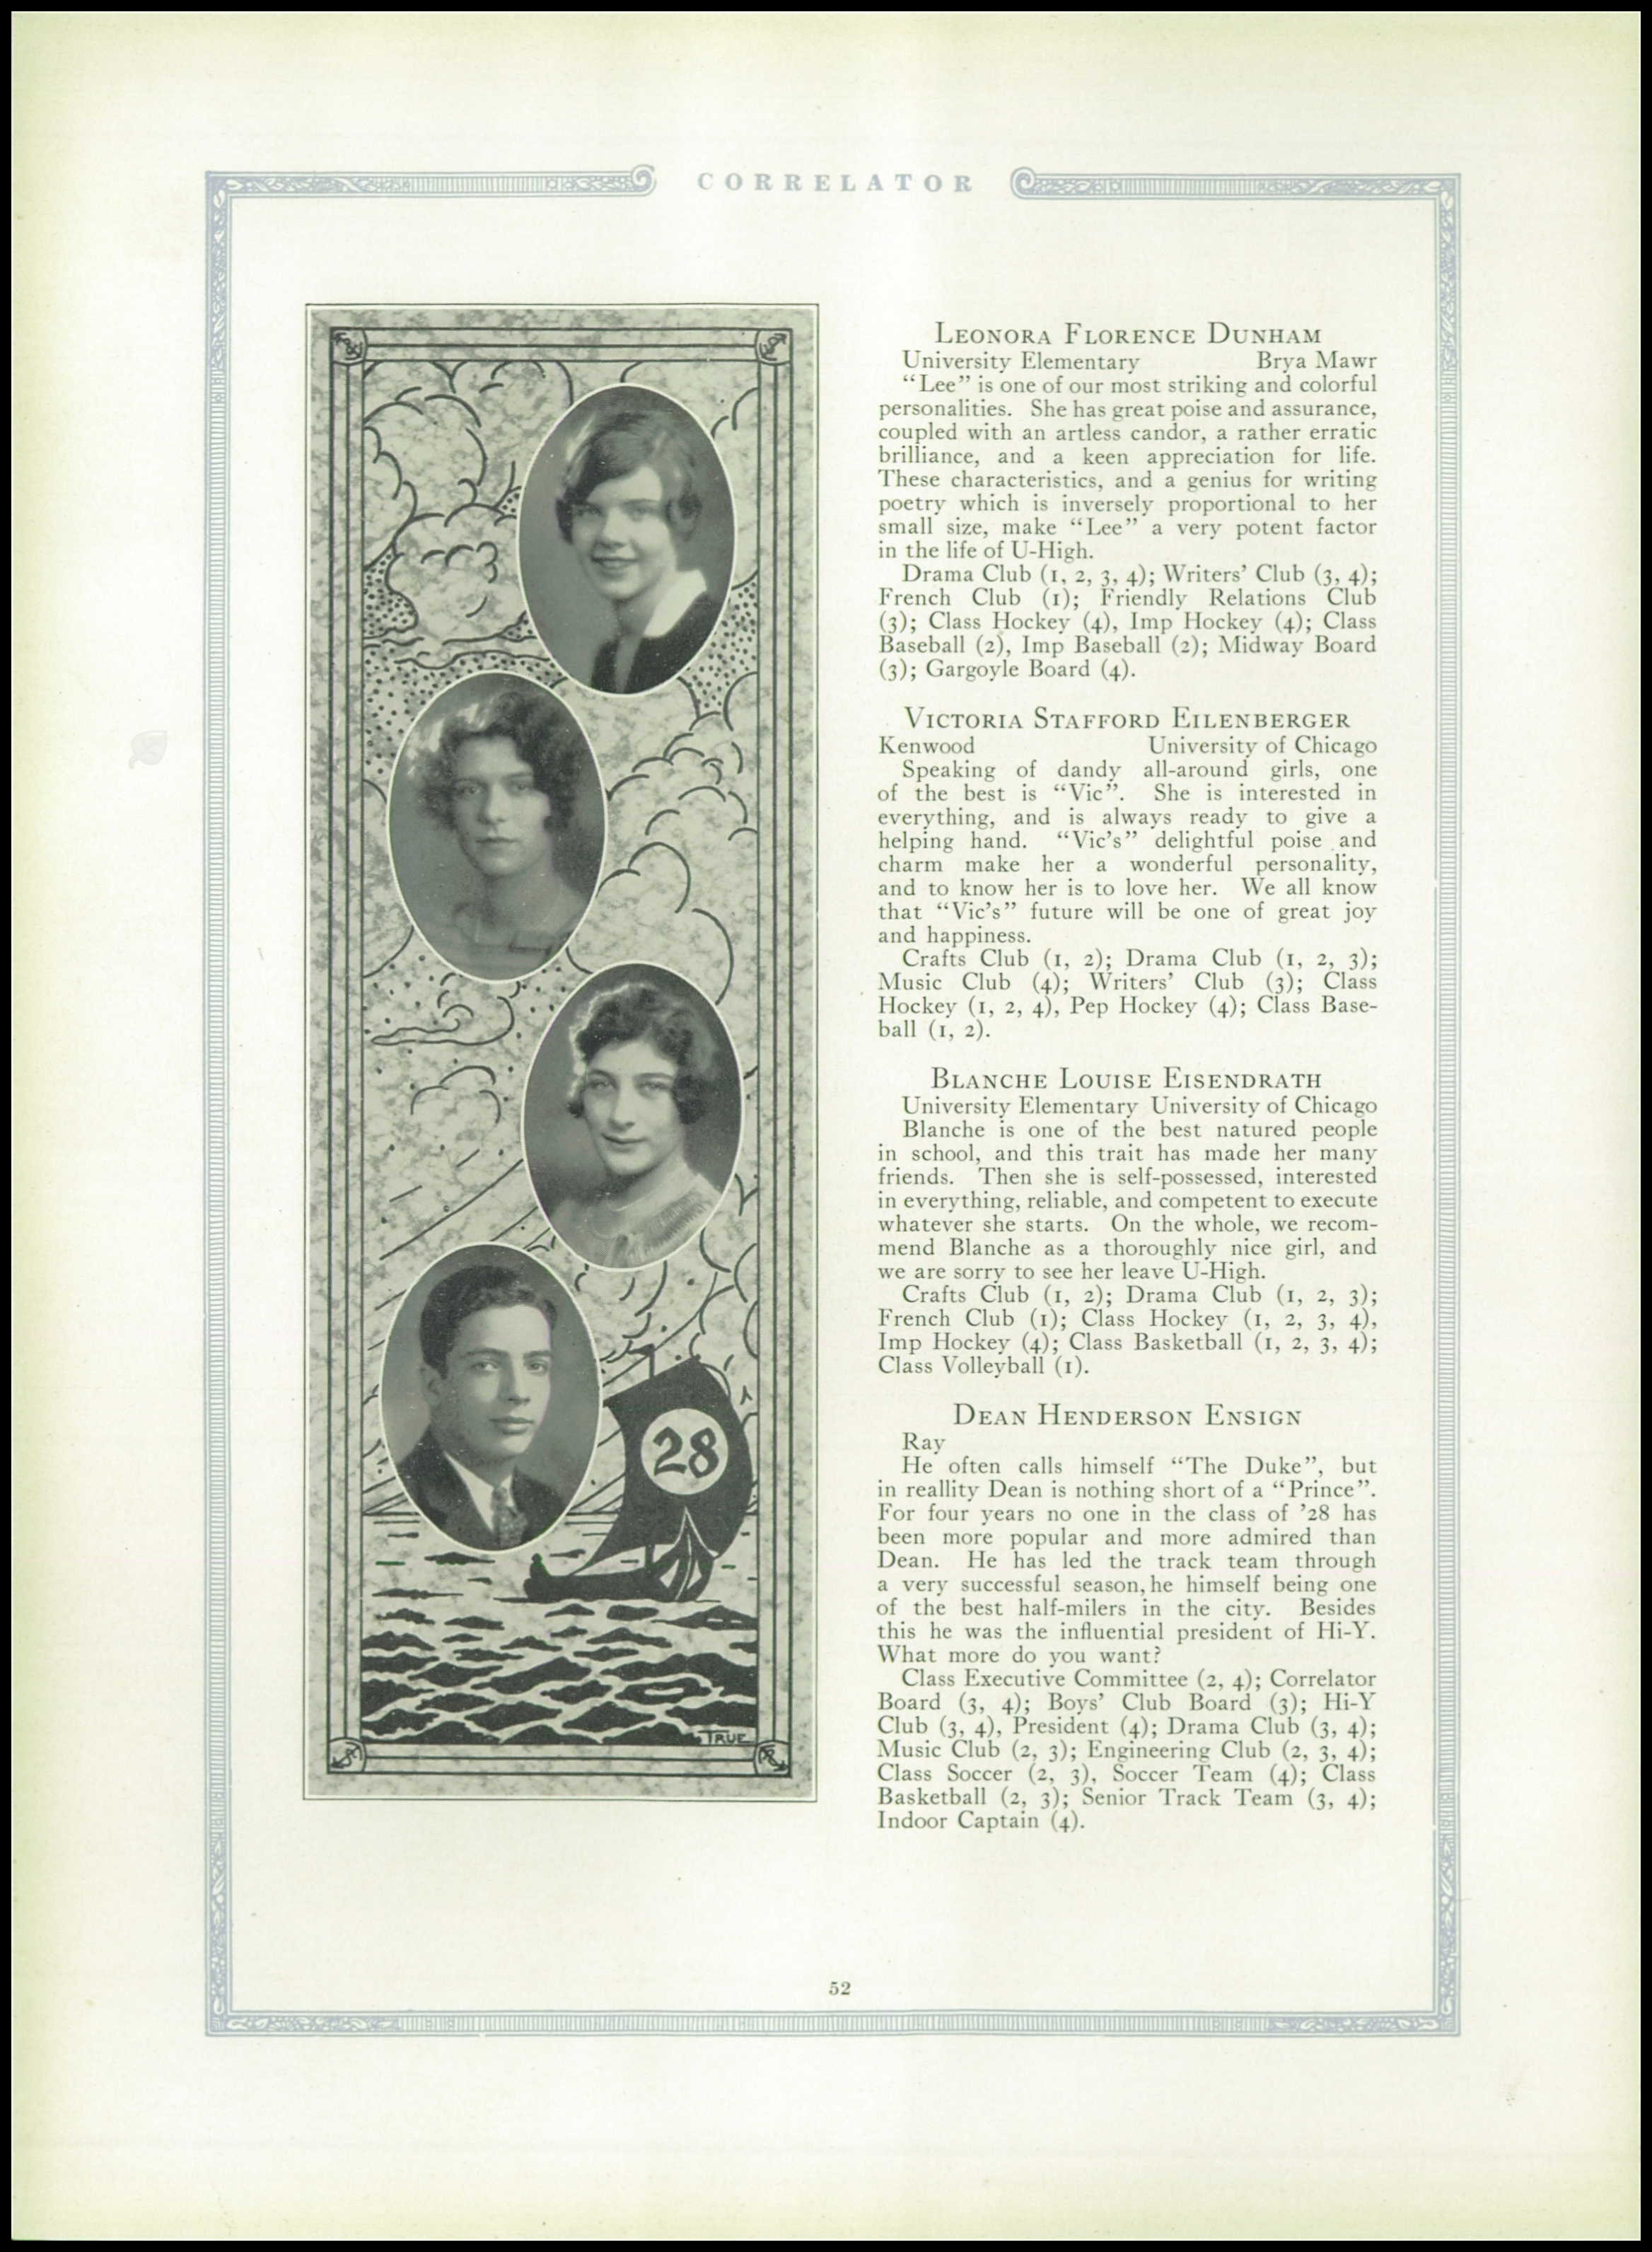 CORRELATOR
LEONORA FLORENCE DUNHAM
University Elementary Brya Mawr
"Lee" is one of our most striking and colorful
personalities. She has great poise and assurance,
coupled with an artless candor, a rather erratic
brilliance, and a keen appreciation for life.
These characteristics, and a genius for writing
poetry which is inversely proportional to her
small size, make "Lee" a very potent factor
in the life of U-High.
Drama Club (1, 2, 3, 4); Writers' Club (3, 4);
French Club (1); Friendly Relations Club
(3); Class Hockey (4), Imp Hockey (4); Class
Baseball (2), Imp Baseball (2); Midway Board
(3); Gargoyle Board (4).
VICTORIA STAFFORD EILENBERGER
Kenwood University of Chicago
Speaking of dandy all-around girls, one
of the best is "Vic". She is interested in
everything, and is always ready to give a
helping hand. "Vic's" delightful poise and
charm make her a wonderful personality,
and to know her is to love her. We all know
that "Vic's" future will be one of great joy
and happiness.
Crafts Club (1, 2); Drama Club (1, 2, 3);
Music Club (4); Writers' Club (3); Class
Hockey (1, 2, 4), Pep Hockey (4); Class Base-
ball (1, 2).
BLANCHE LOUISE EISENDRATH
University Elementary University of Chicago
Blanche is one of the best natured people
in school, and this trait has made her many
friends. Then she is self-possessed, interested
in everything, reliable, and competent to execute
whatever she starts. On the whole, we recom-
mend Blanche as a thoroughly nice girl, and
we are sorry to see her leave U-High.
Crafts Club (1, 2); Drama Club (1, 2, 3);
French Club (1); Class Hockey (1, 2, 3, 4),
Imp Hockey (4); Class Basketball (1, 2, 3, 4);
Class Volleyball (1).
DEAN HENDERSON ENSIGN
Ray
He often calls himself "The Duke", but
in reallity Dean is nothing short of a "Prince".
For four years no one in the class of '28 has
been more popular and more admired than
Dean. He has led the track team through
a very successful season, he himself being one
of the best half-milers in the city. Besides
this he was the influential president of Hi-Y.
What more do you want?
Class Executive Committee (2, 4); Correlator
Board (3, 4); Boys' Club Board (3); Hi-Y
Club (3, 4), President (4); Drama Club (3, 4);
Music Club (2, 3); Engineering Club (2, 3, 4);
Class Soccer (2, 3), Soccer Team (4); Class
Basketball (2, 3); Senior Track Team (3, 4);
Indoor Captain (4).
28
TRUE
52